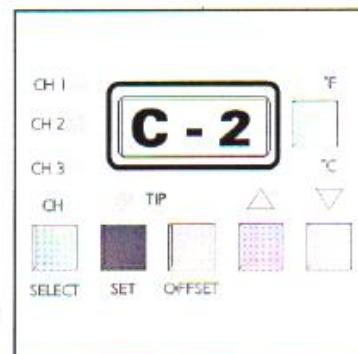 CH 1
°F
CH 2
C - 2
CH 3
°C
CH
TIP
SELECT
SET
OFFSET